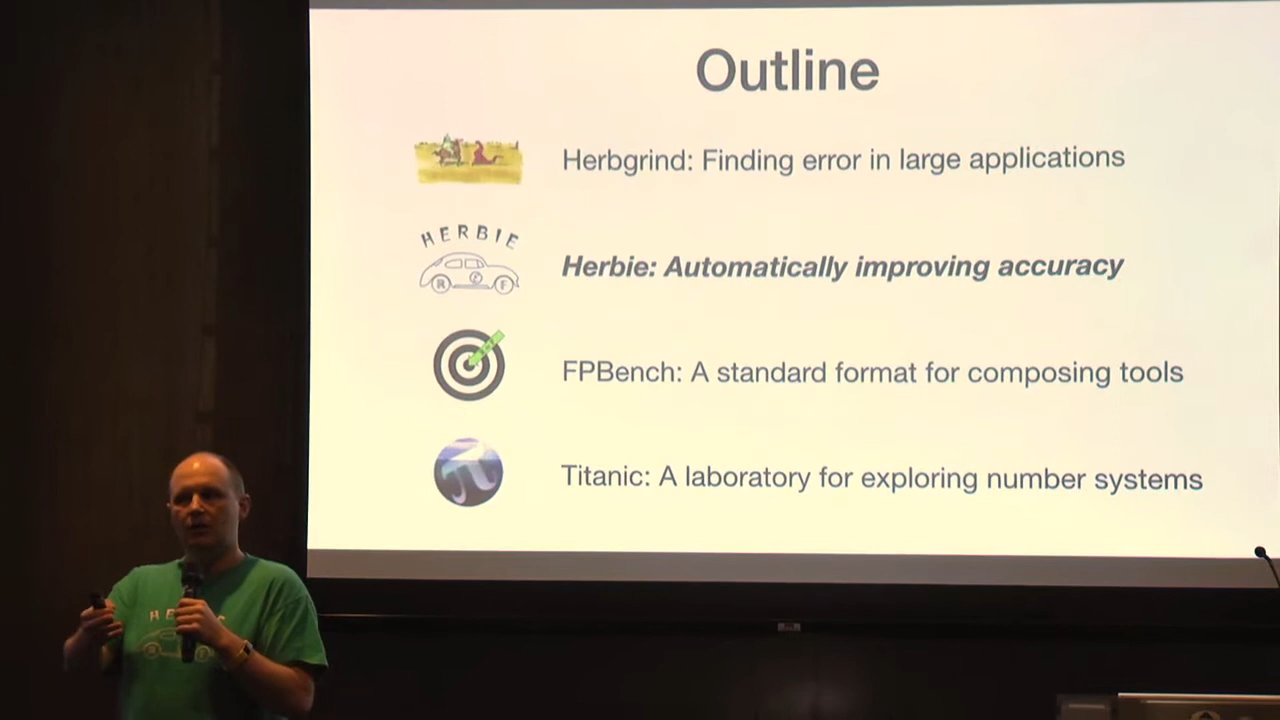 Outline
Herbgrind: Finding error in large applications
HERBIE
R F
Herbie: Automatically improving accuracy
FPBench: A standard format for composing tools
Titanic: A laboratory for exploring number systems
π